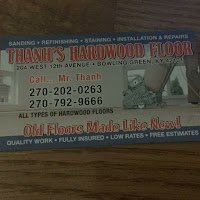 SANDING • REFINISHING • STAINING • INSTALLATION & REPAIRS
THANH'S HARDWOOD FLOOR
204 WEST 12th AVENUE • BOWLING GREEN, KY
Call... Mr. Thanh
270-202-0263
270-792-9666
ALL TYPES OF HARDWOOD FLOORS
Old Floors Made Like New!
QUALITY WORK • FULLY INSURED • LOW RATES • FREE ESTIMATES